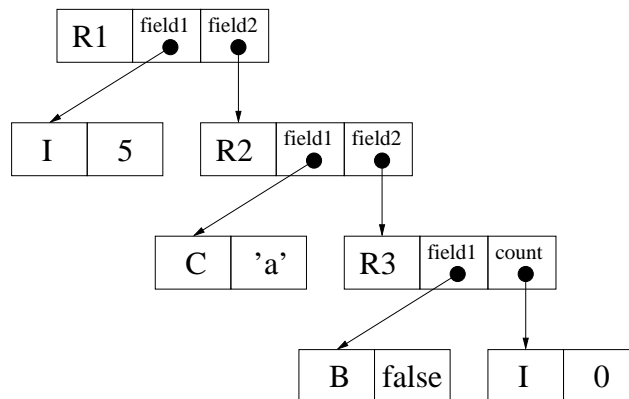 R1 field1 field2
I 5 R2 field1 field2
C 'a' R3 field1 count
B false I 0